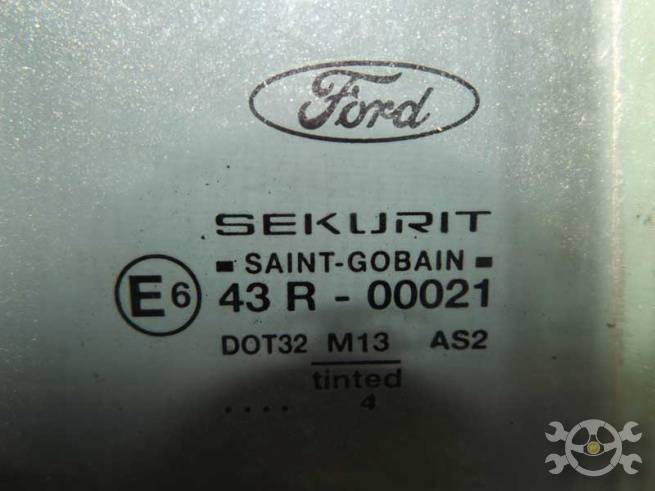 Ford
SEKURIT
SAINT-GOBAIN
E6 43 R - 00021
DOT32 M13 AS2
tinted
.... 4